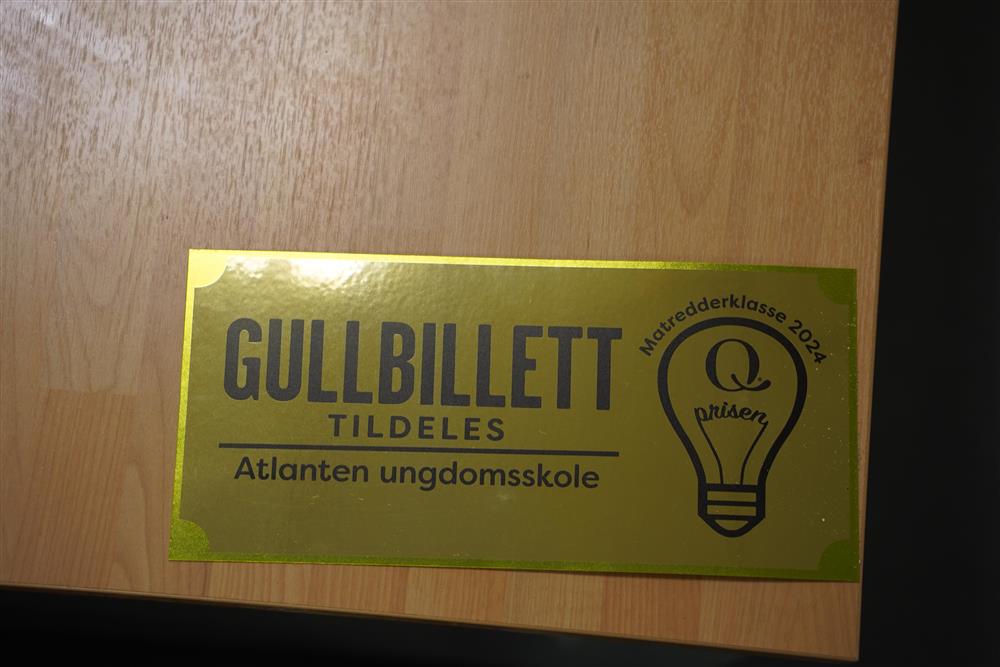 GULLBILLETT
TILDELES
Atlanten ungdomsskole
Matredderklasse 2024
Q.
prisen